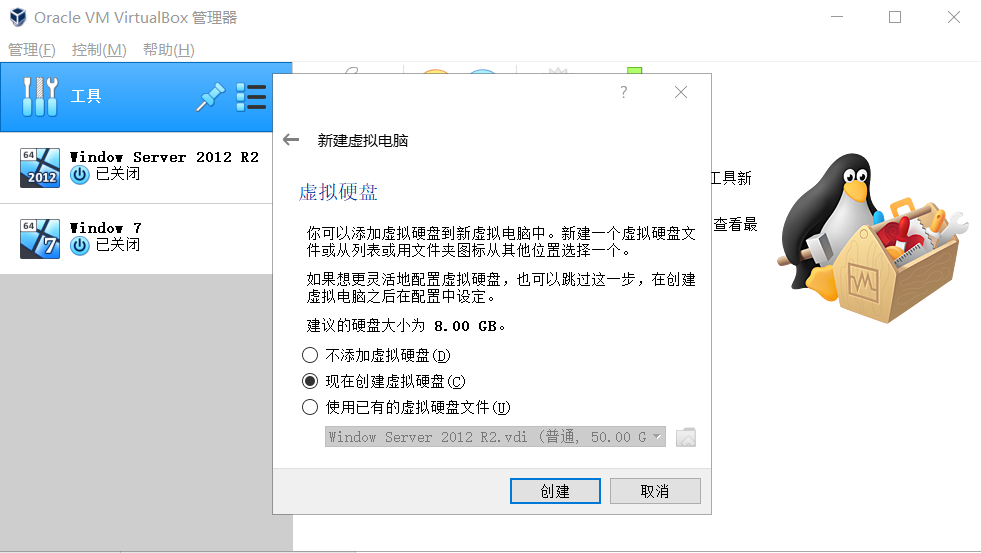 Oracle VM VirtualBox 管理器
管理(F) 控制(M) 帮助(H)
工具
64
2012
Window Server 2012 R2
已关闭
64
7
Window 7
已关闭
?
新建虚拟电脑
虚拟硬盘
你可以添加虚拟硬盘到新虚拟电脑中。新建一个虚拟硬盘文
件或从列表或用文件夹图标从其他位置选择一个。
如果想更灵活地配置虚拟硬盘，也可以跳过这一步，在创建
虚拟电脑之后在配置中设定。
建议的硬盘大小为 8.00 GB。
不添加虚拟硬盘(D)
现在创建虚拟硬盘(C)
使用已有的虚拟硬盘文件(U)
Window Server 2012 R2.vdi (普通, 50.00 G
创建 取消
工具新
查看最